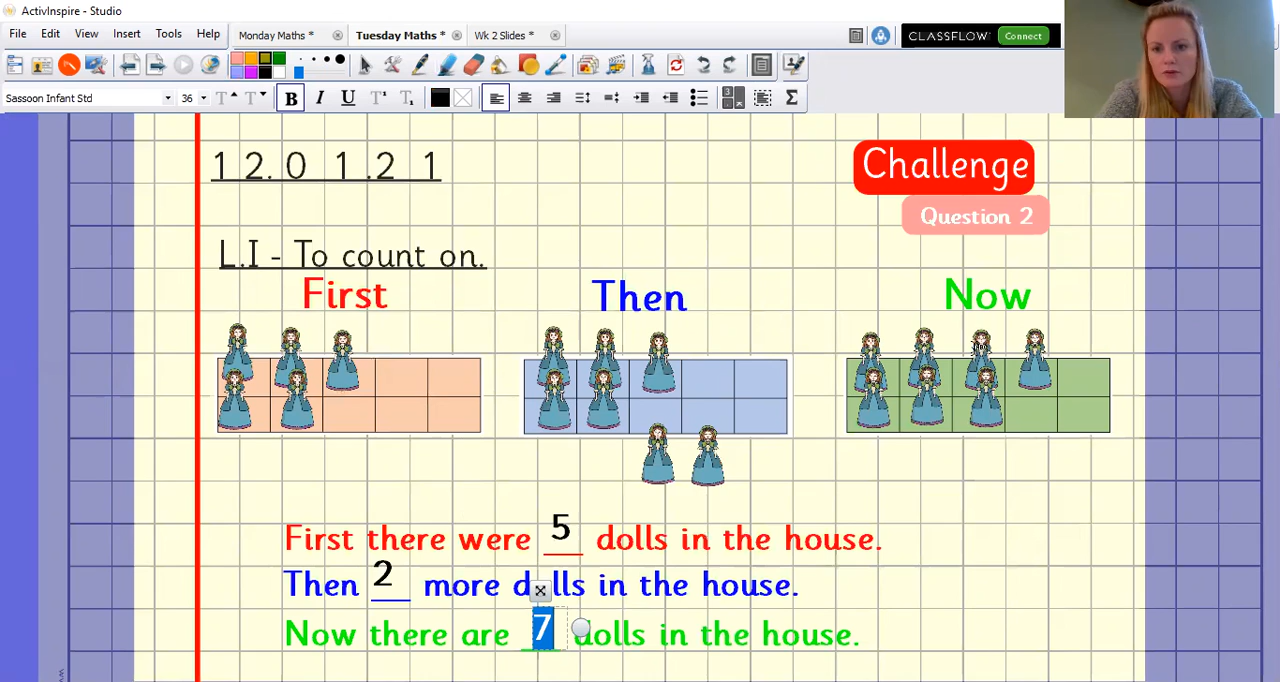 ActivInspire - Studio
File Edit View Insert Tools Help
Monday Maths * Tuesday Maths * Wk 2 Slides *
CLASSFLOW Connect
Sassoon Infant Std 36 B I U
12.01.21
Challenge
Question 2
L.I - To count on.
First Then Now
First there were 5 dolls in the house.
Then 2 more dolls in the house.
Now there are 7 dolls in the house.